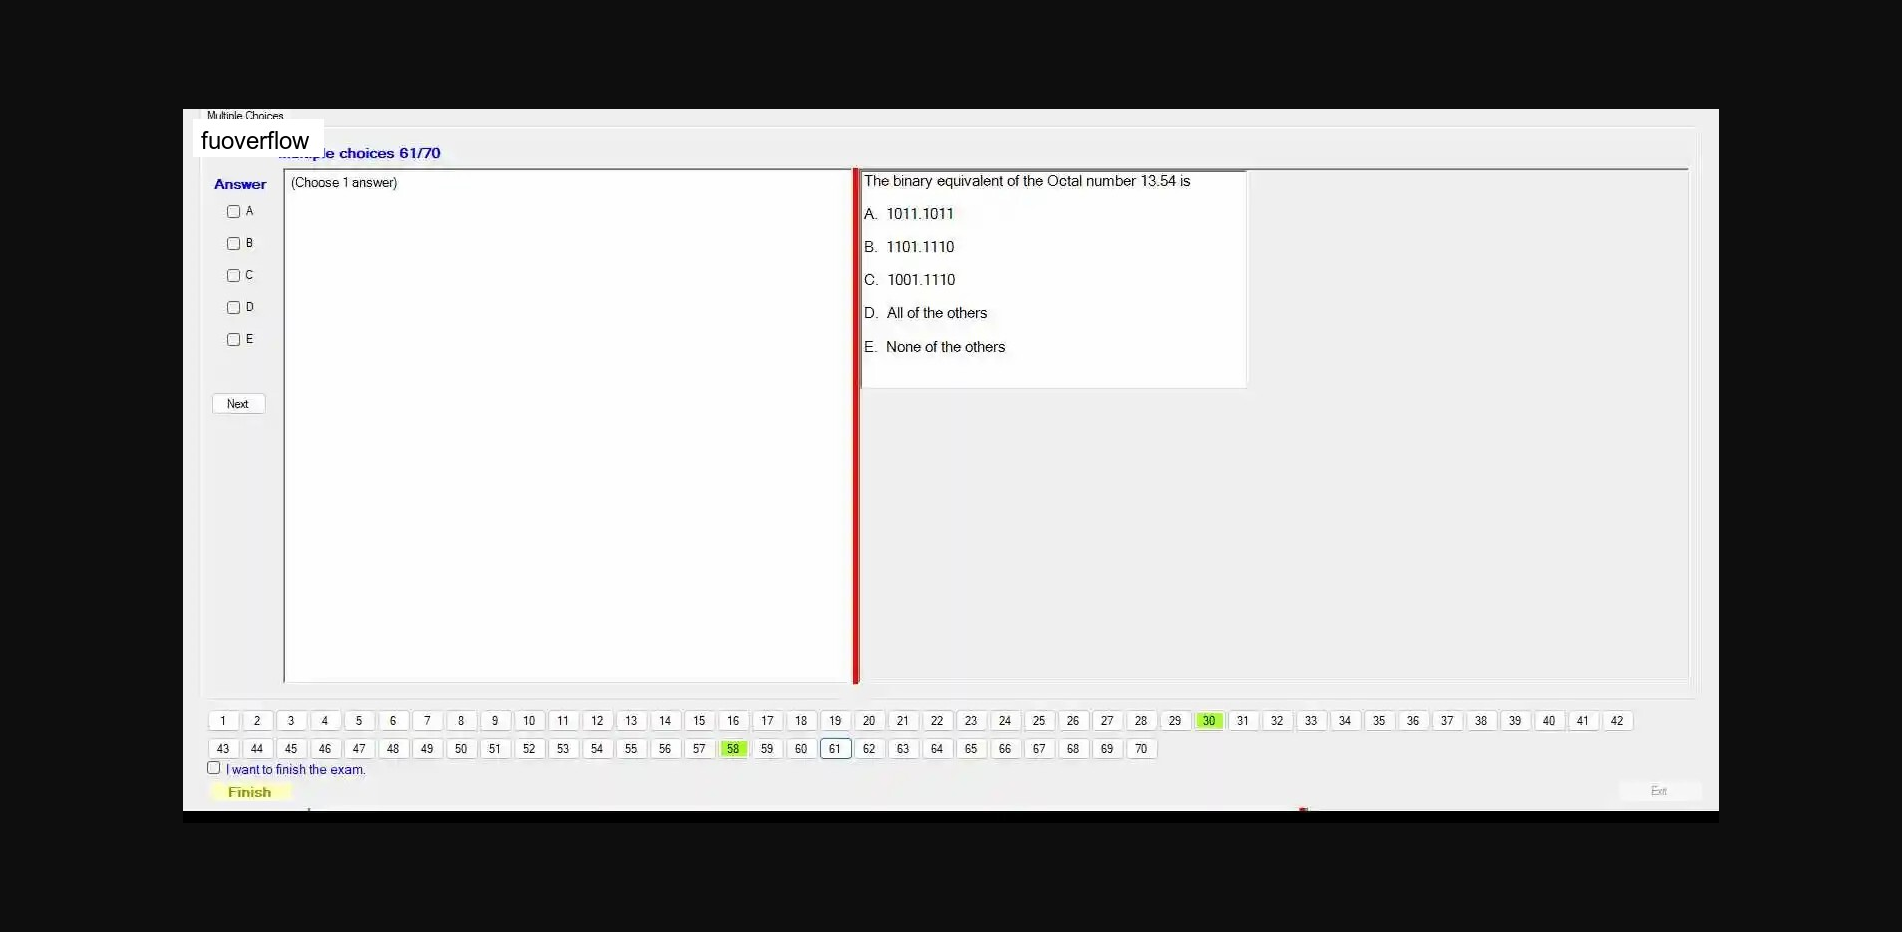 Multiple Choices
fuoverflow
choices 61/70
Answer
(Choose 1 answer)
A
B
C
D
E
Next
The binary equivalent of the Octal number 13.54 is
A. 1011.1011
B. 1101.1110
C. 1001.1110
D. All of the others
E. None of the others
1 2 3 4 5 6 7 8 9 10 11 12 13 14 15 16 17 18 19 20 21 22 23 24 25 26 27 28 29 30 31 32 33 34 35 36 37 38 39 40 41 42
43 44 45 46 47 48 49 50 51 52 53 54 55 56 57 58 59 60 61 62 63 64 65 66 67 68 69 70
I want to finish the exam.
Finish
Exit